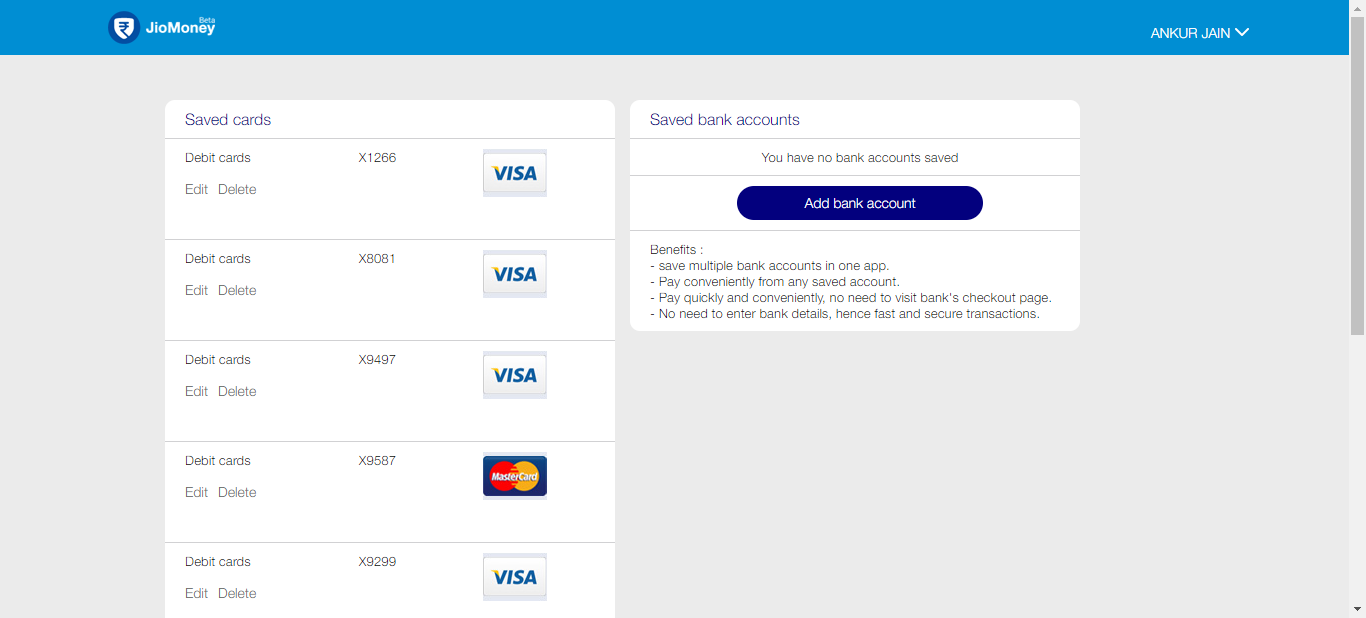 JioMoney Beta
ANKUR JAIN
Saved cards
Debit cards X1266 VISA
Edit Delete
Debit cards X8081 VISA
Edit Delete
Debit cards X9497 VISA
Edit Delete
Debit cards X9587 MasterCard
Edit Delete
Debit cards X9299 VISA
Edit Delete
Saved bank accounts
You have no bank accounts saved
Add bank account
Benefits :
- save multiple bank accounts in one app.
- Pay conveniently from any saved account.
- Pay quickly and conveniently, no need to visit bank's checkout page.
- No need to enter bank details, hence fast and secure transactions.